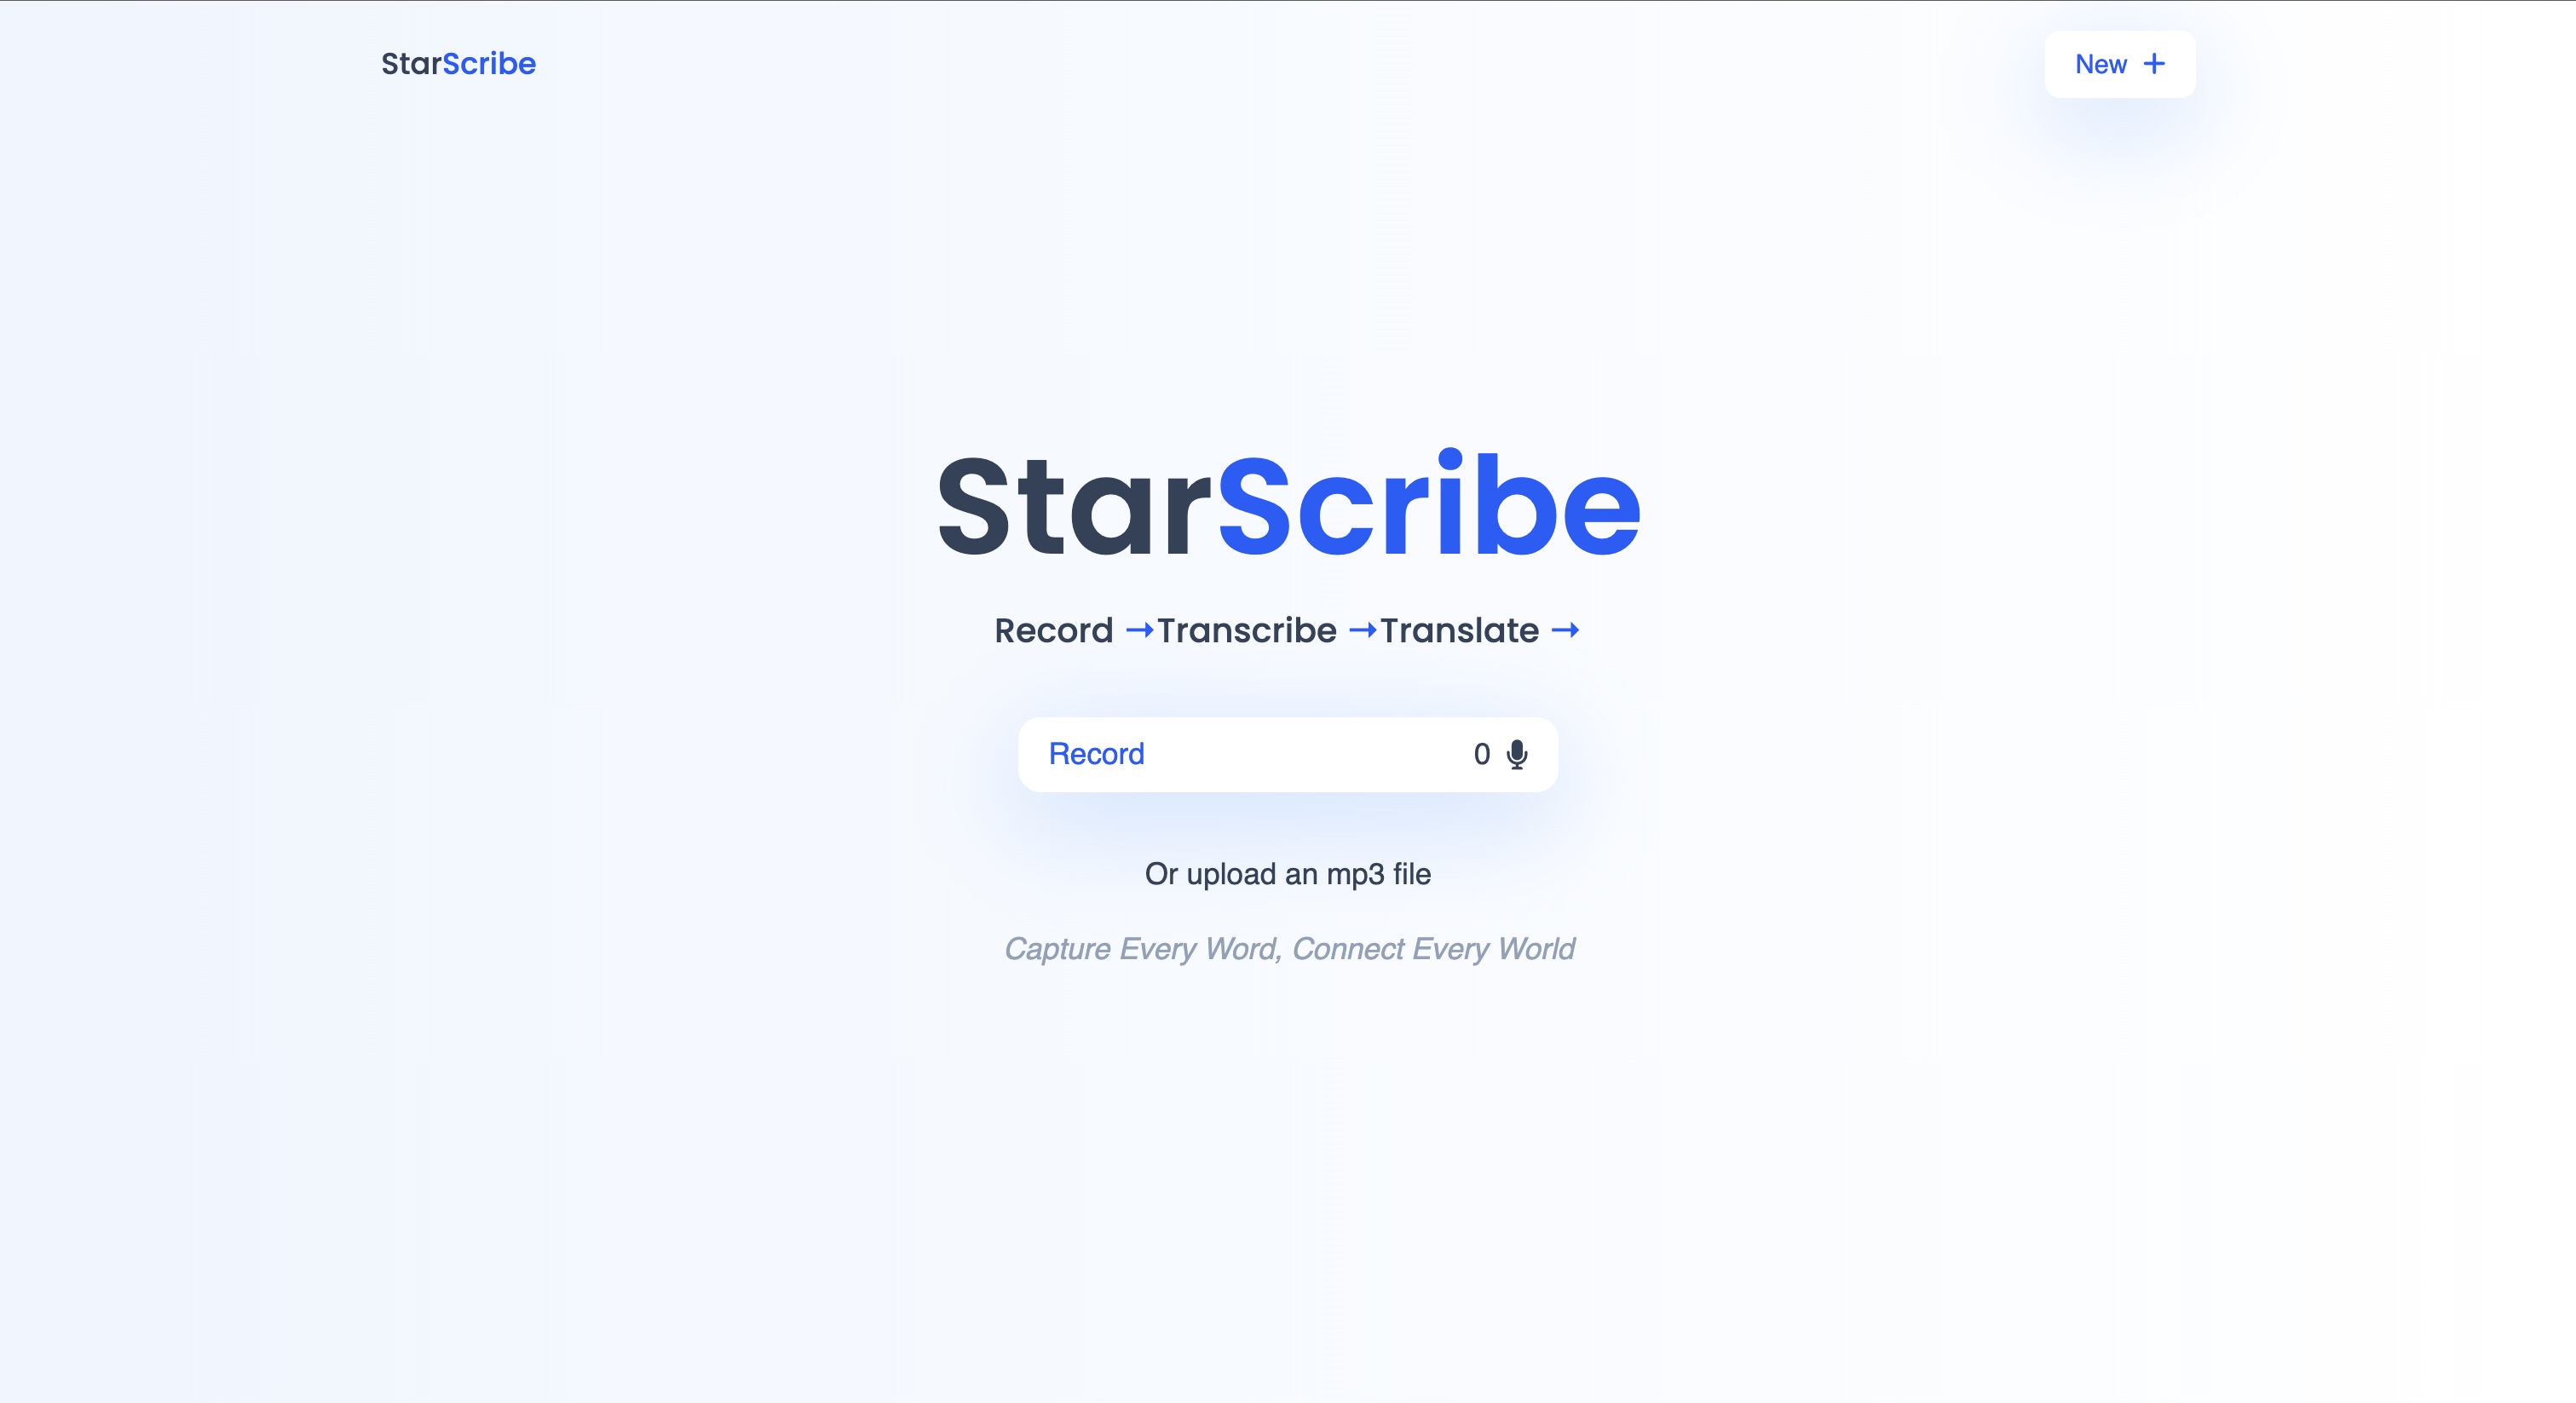 StarScribe
New +
StarScribe
Record →Transcribe →Translate →
Record 0
Or upload an mp3 file
Capture Every Word, Connect Every World